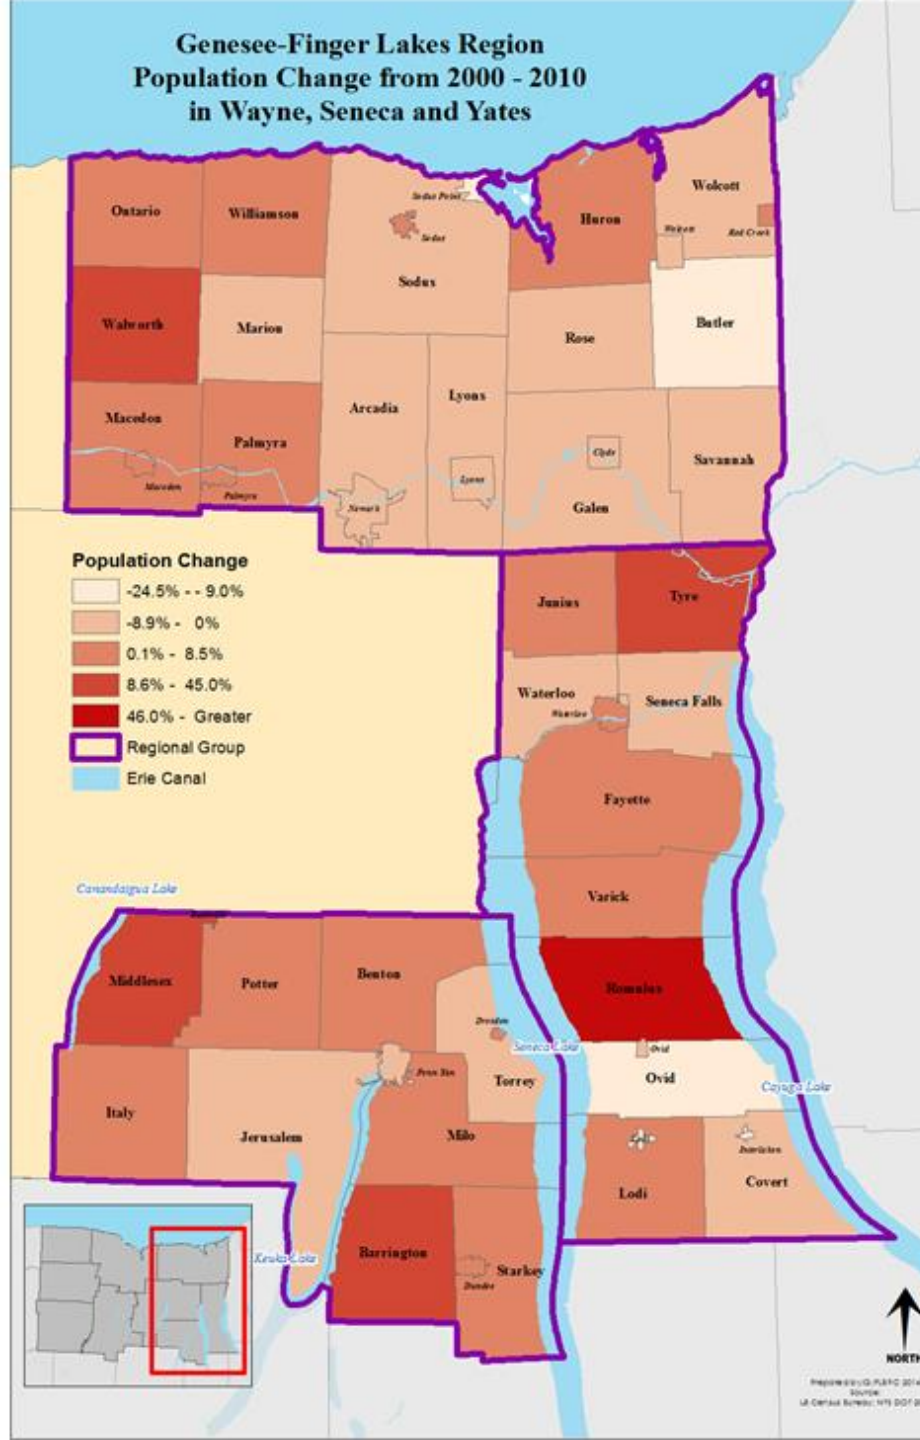 Genesee-Finger Lakes Region
Population Change from 2000 - 2010
in Wayne, Seneca and Yates
Ontario
Williamson
Sodus Point
Sodus
Sodus
Huron
Wolcott
Wolcott
Red Creek
Walworth
Marion
Rose
Butler
Macedon
Palmyra
Arcadia
Lyons
Macedon
Palmyra
Newark
Lyons
Clyde
Galen
Savannah
Population Change
-24.5% - - 9.0%
-8.9% - 0%
0.1% - 8.5%
8.6% - 45.0%
46.0% - Greater
Regional Group
Erie Canal
Junius
Tyre
Waterloo
Waterloo
Seneca Falls
Fayette
Varick
Romulus
Canandaigua Lake
Middlesex
Potter
Benton
Dresden
Seneca Lake
Torrey
Penn Yan
Ovid
Ovid
Cayuga Lake
Italy
Jerusalem
Milo
Interlaken
Lodi
Covert
Keuka Lake
Barrington
Starkey
Dundee
NORTH
Source: